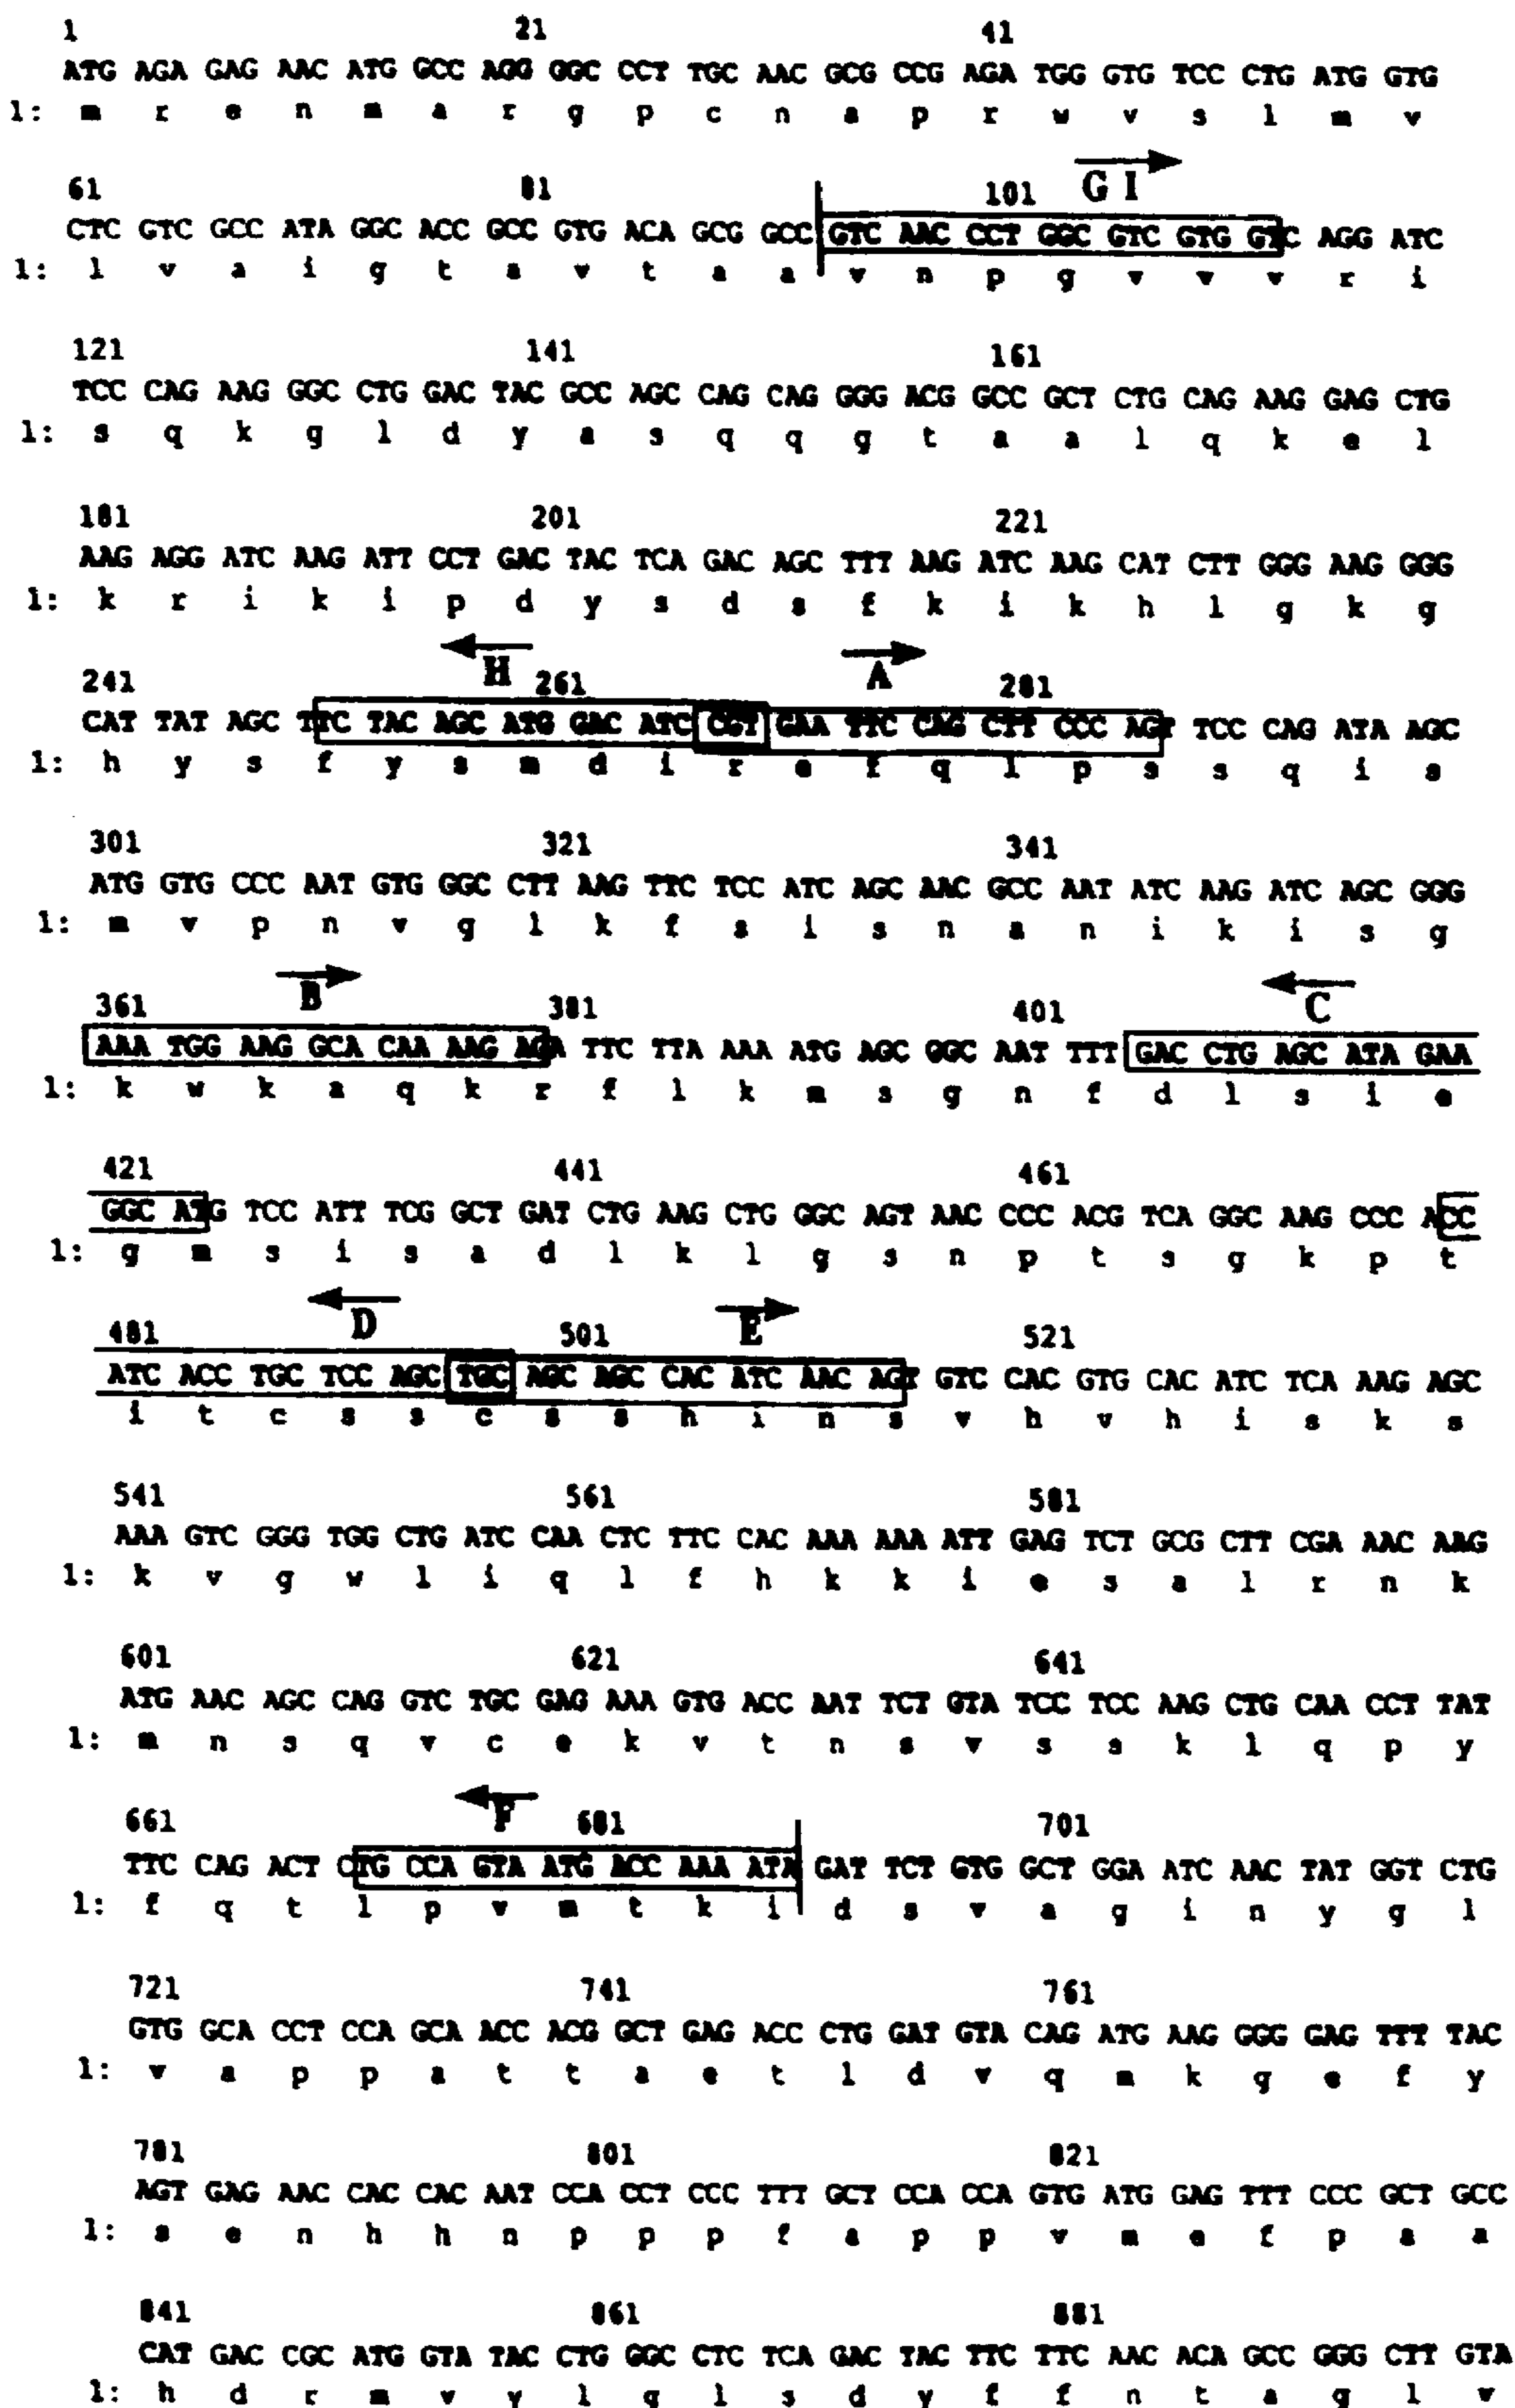 1 21 41
ATG AGA GAG AAC ATG GCC AGG GGC CCT TGC AAC GCG CCG AGA TGG GTG TCC CTG ATG GTG
1: m r e n m a r g p c n a p r w v s l m v
G I
61 81 101
CTC GTC GCC ATA GGC ACC GCC GTG ACA GCG GCC GTC AAC CCT GGC GTC GTG GTC AGG ATC
1: l v a i g t a v t a a v n p g v v v r i
121 141 161
TCC CAG AAG GGC CTG GAC TAC GCC AGC CAG CAG GGG ACG GCC GCT CTG CAG AAG GAG CTG
1: s q k g l d y a s q q g t a a l q k e l
181 201 221
AAG AGG ATC AAG ATT CCT GAC TAC TCA GAC AGC TTT AAG ATC AAG CAT CTT GGG AAG GGG
1: k r i k i p d y s d s f k i k h l g k g
H A
241 261 281
CAT TAT AGC TTC TAC AGC ATG GAC ATC CGT GAA TTC CAG CTT CCC AGT TCC CAG ATA AGC
1: h y s f y s m d i r e f q l p s s q i s
301 321 341
ATG GTG CCC AAT GTG GGC CTT AAG TTC TCC ATC AGC AAC GCC AAT ATC AAG ATC AGC GGG
1: m v p n v g l k f s i s n a n i k i s g
B C
361 381 401
AAA TGG AAG GCA CAA AAG AGA TTC TTA AAA ATG AGC GGC AAT TTT GAC CTG AGC ATA GAA
1: k w k a q k r f l k m s g n f d l s i e
421 441 461
GGC ATG TCC ATT TCG GCT GAT CTG AAG CTG GGC AGT AAC CCC ACG TCA GGC AAG CCC ACC
1: g m s i s a d l k l g s n p t s g k p t
D E
481 501 521
ATC ACC TGC TCC AGC TGC AGC AGC CAC ATC AAC AGT GTC CAC GTG CAC ATC TCA AAG AGC
i t c s s c s s h i n s v h v h i s k s
541 561 581
AAA GTC GGG TGG CTG ATC CAA CTC TTC CAC AAA AAA ATT GAG TCT GCG CTT CGA AAC AAG
1: k v g w l i q l f h k k i e s a l r n k
601 621 641
ATG AAC AGC CAG GTC TGC GAG AAA GTG ACC AAT TCT GTA TCC TCC AAG CTG CAA CCT TAT
1: m n s q v c e k v t n s v s s k l q p y
F
661 681 701
TTC CAG ACT CTG CCA GTA ATG ACC AAA ATA GAT TCT GTG GCT GGA ATC AAC TAT GGT CTG
1: f q t l p v m t k i d s v a g i n y g l
721 741 761
GTG GCA CCT CCA GCA ACC ACG GCT GAG ACC CTG GAT GTA CAG ATG AAG GGG GAG TTT TAC
1: v a p p a t t a e t l d v q m k g e f y
781 801 821
AGT GAG AAC CAC CAC AAT CCA CCT CCC TTT GCT CCA CCA GTG ATG GAG TTT CCC GCT GCC
1: s e n h h n p p p f a p p v m e f p a a
841 861 881
CAT GAC CGC ATG GTA TAC CTG GGC CTC TCA GAC TAC TTC TTC AAC ACA GCC GGG CTT GTA
1: h d r m v y l g l s d y f f n t a g l v